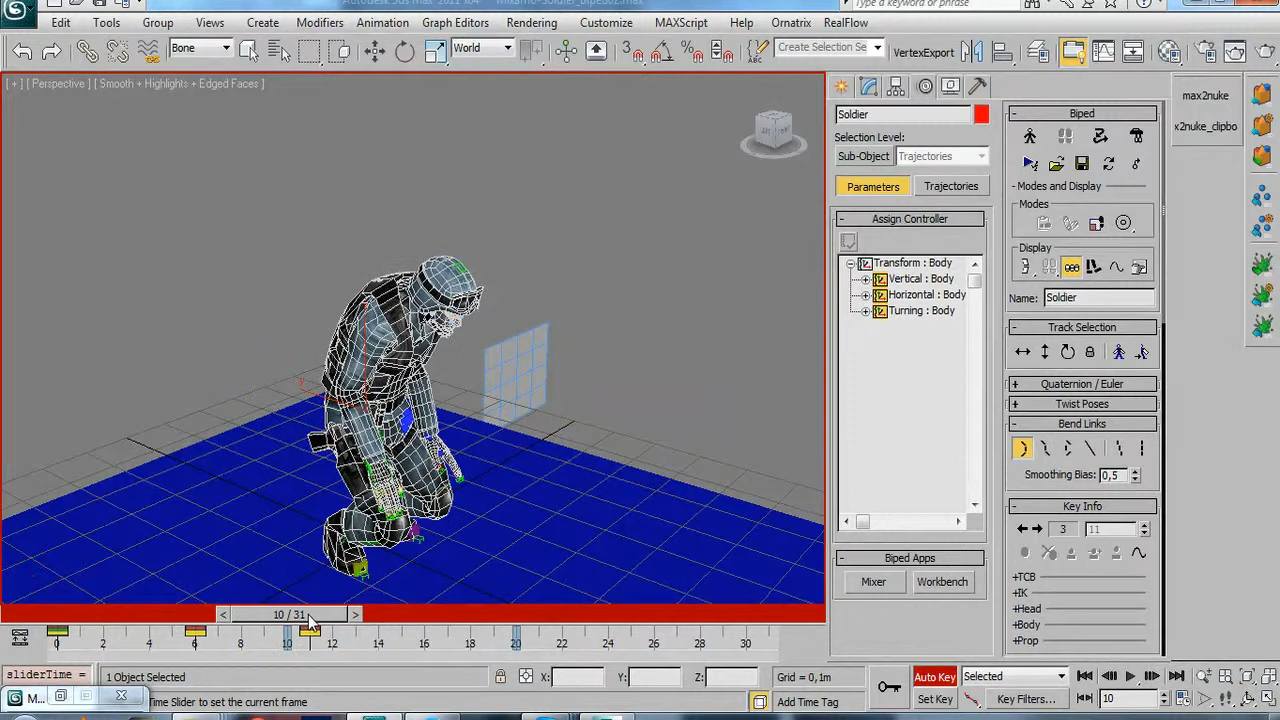 Edit Tools Group Views Create Modifiers Animation Graph Editors Rendering Customize MAXScript Help Ornatrix RealFlow
Bone World Create Selection Se VertexExport
[ + ] [ Perspective ] [ Smooth + Highlights + Edged Faces ]
Soldier
Selection Level:
Sub-Object Trajectories
Parameters Trajectories
- Assign Controller
Transform : Body
Vertical : Body
Horizontal : Body
Turning : Body
- Biped Apps
Mixer Workbench
- Biped
- Modes and Display
Modes
Display
Name: Soldier
- Track Selection
+ Quaternion / Euler
+ Twist Poses
- Bend Links
Smoothing Bias: 0,5
- Key Info
3 11
+TCB
+IK
+Head
+Body
+Prop
max2nuke
x2nuke_clipbo
< 10 / 31 >
0 2 4 6 8 10 12 14 16 18 20 22 24 26 28 30
sliderTime = 1 Object Selected X: Y: Z: Grid = 0,1m Auto Key Selected
M... Time Slider to set the current frame Add Time Tag Set Key Key Filters... 10